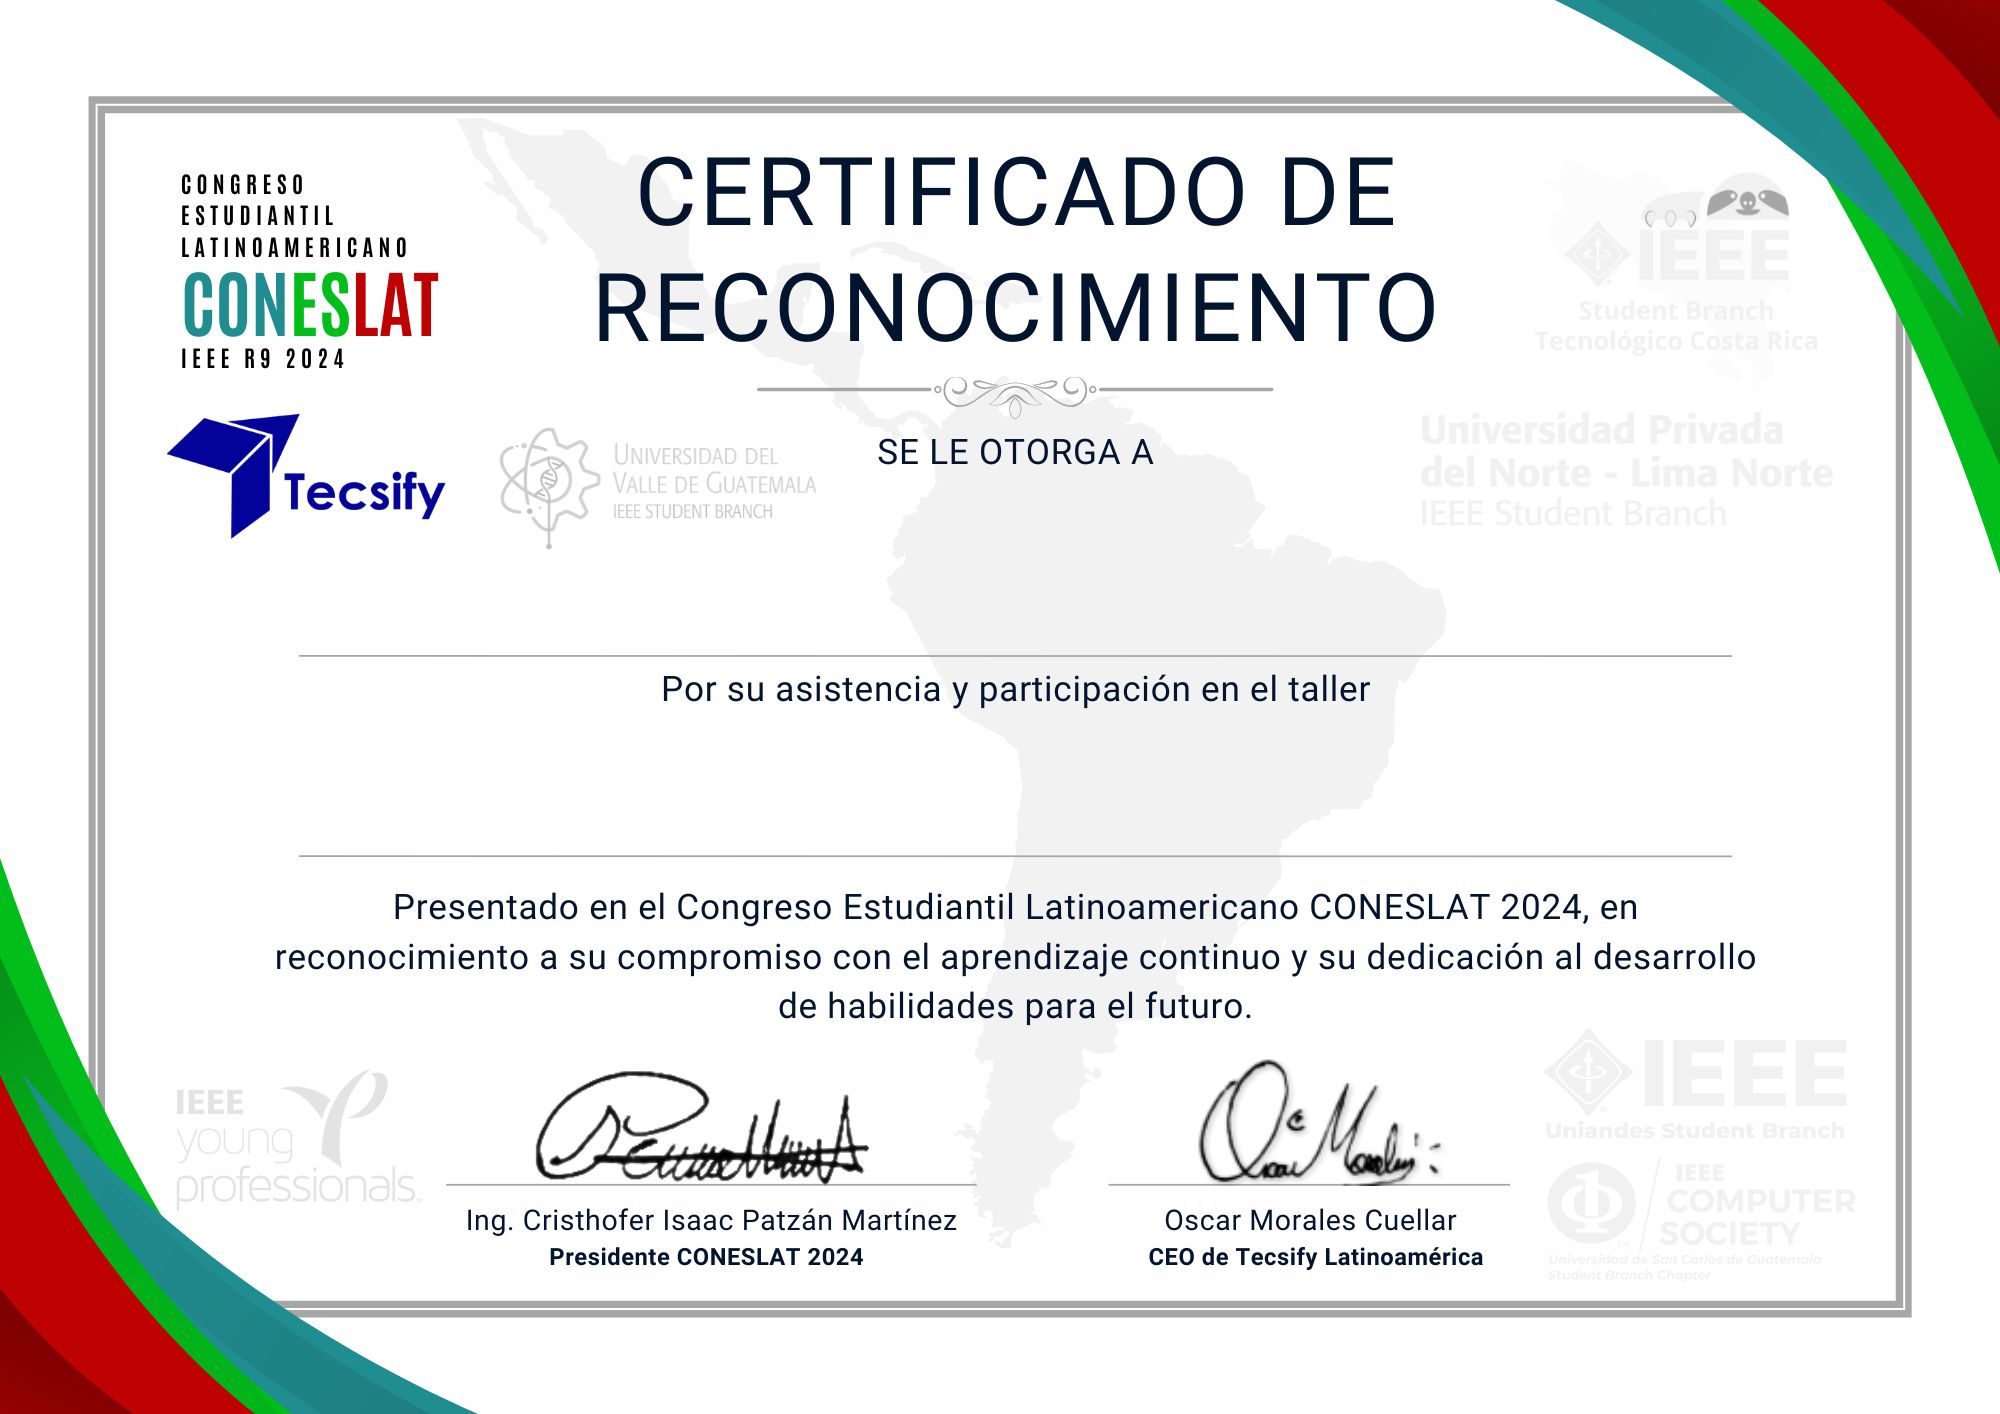 CONGRESO
ESTUDIANTIL
LATINOAMERICANO
CONESLAT
IEEE R9 2024
CERTIFICADO DE
RECONOCIMIENTO
IEEE
Student Branch
Tecnológico Costa Rica
Tecsify
UNIVERSIDAD DEL
VALLE DE GUATEMALA
IEEE STUDENT BRANCH
SE LE OTORGA A
Universidad Privada
del Norte - Lima Norte
IEEE Student Branch
Por su asistencia y participación en el taller
Presentado en el Congreso Estudiantil Latinoamericano CONESLAT 2024, en
reconocimiento a su compromiso con el aprendizaje continuo y su dedicación al desarrollo
de habilidades para el futuro.
IEEE
young
professionals.
Oscar Morales
Ing. Cristhofer Isaac Patzán Martínez
Presidente CONESLAT 2024
Oscar Morales Cuellar
CEO de Tecsify Latinoamérica
IEEE
Uniandes Student Branch
IEEE
COMPUTER
SOCIETY
TM
Universidad de San Carlos de Guatemala
Student Branch Chapter